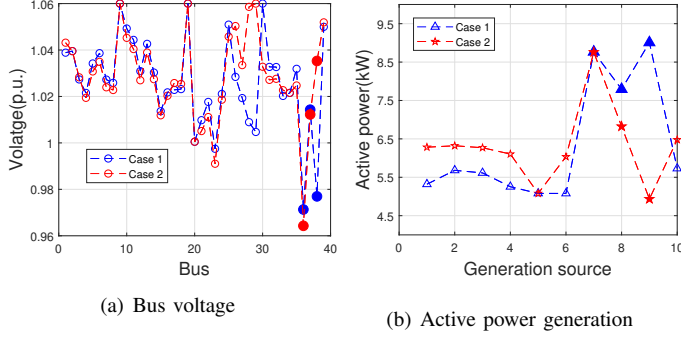 1.06
1.04
1.02
1
0.98
0.96
Volatge(p.u.)
Case 1
Case 2
0
10
20
30
40
Bus
(a) Bus voltage
9.5
8.5
7.5
6.5
5.5
4.5
Active power(kW)
Case 1
Case 2
0
2
4
6
8
10
Generation source
(b) Active power generation